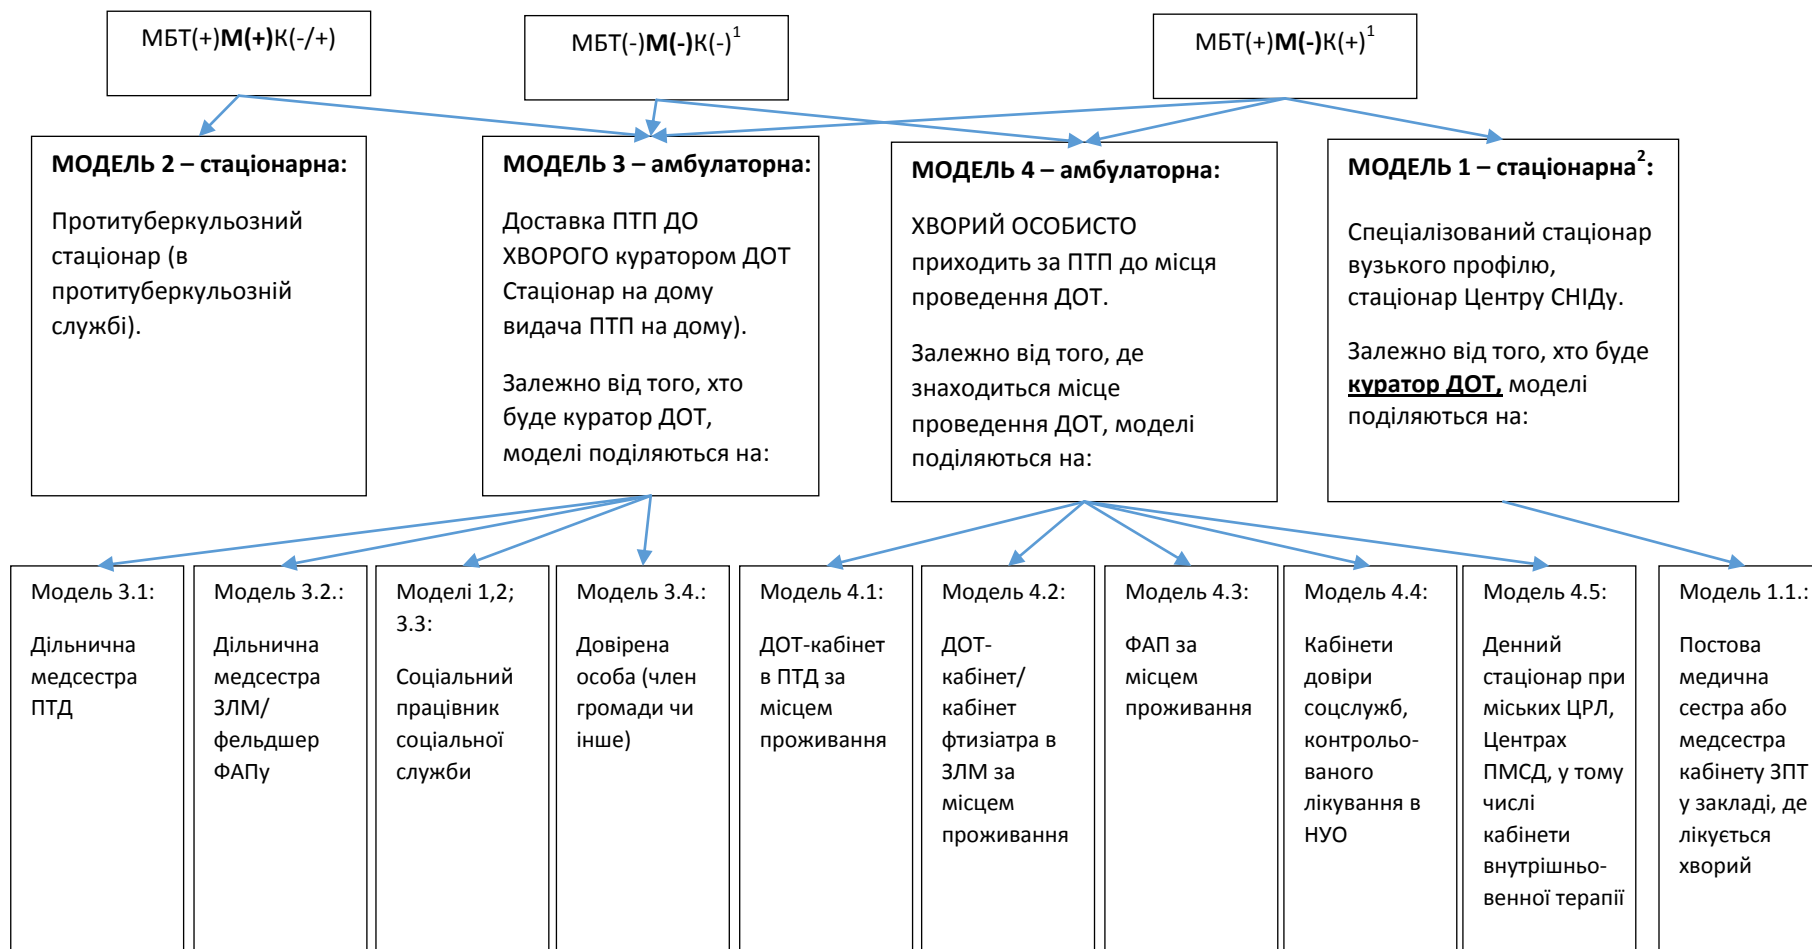 МБТ(+)М(+)К(-/+)
МБТ(-)М(-)К(-)1
МБТ(+)М(-)К(+)1
МОДЕЛЬ 2 – стаціонарна:
Протитуберкульозний
стаціонар (в
протитуберкульозній
службі).
МОДЕЛЬ 3 – амбулаторна:
Доставка ПТП ДО
ХВОРОГО куратором ДОТ
Стаціонар на дому
видача ПТП на дому).
Залежно від того, хто
буде куратор ДОТ,
моделі поділяються на:
МОДЕЛЬ 4 – амбулаторна:
ХВОРИЙ ОСОБИСТО
приходить за ПТП до місця
проведення ДОТ.
Залежно від того, де
знаходиться місце
проведення ДОТ, моделі
поділяються на:
МОДЕЛЬ 1 – стаціонарна2:
Спеціалізований стаціонар
вузького профілю,
стаціонар Центру СНІДу.
Залежно від того, хто буде
куратор ДОТ, моделі
поділяються на:
Модель 3.1:
Дільнична
медсестра
ПТД
Модель 3.2.:
Дільнична
медсестра
ЗЛМ/
фельдшер
ФАПу
Моделі 1,2;
3.3:
Соціальний
працівник
соціальної
служби
Модель 3.4.:
Довірена
особа (член
громади чи
інше)
Модель 4.1:
ДОТ-кабінет
в ПТД за
місцем
проживання
Модель 4.2:
ДОТ-
кабінет/
кабінет
фтизіатра в
ЗЛМ за
місцем
проживання
Модель 4.3:
ФАП за
місцем
проживання
Модель 4.4:
Кабінети
довіри
соцслужб,
контрольо-
ваного
лікування в
НУО
Модель 4.5:
Денний
стаціонар при
міських ЦРЛ,
Центрах
ПМСД, у тому
числі
кабінети
внутрішньо-
венної терапії
Модель 1.1.:
Постова
медична
сестра або
медсестра
кабінету ЗПТ
у закладі, де
лікується
хворий